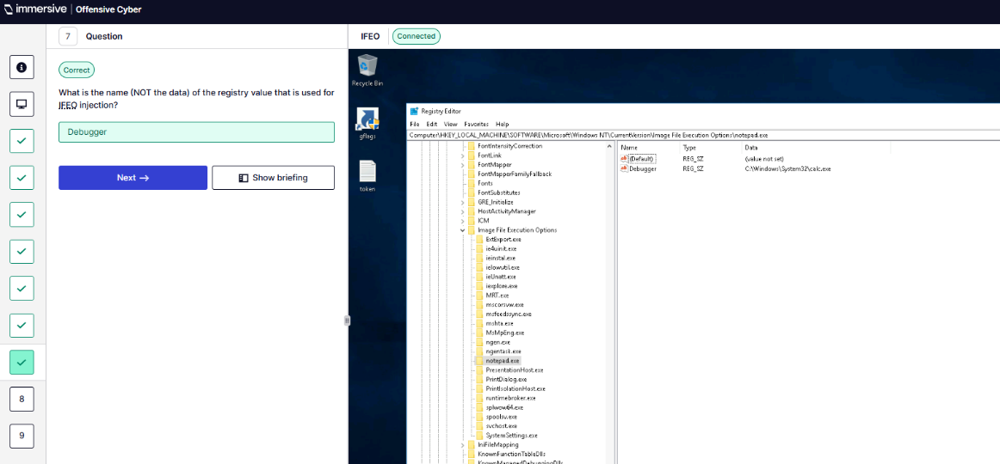 immersive | Offensive Cyber
7 Question
Correct
What is the name (NOT the data) of the registry value that is used for
IFEO injection?
Debugger
Next →
Show briefing
8
9
IFEO
Connected
Recycle Bin
gflags
token
Registry Editor
File Edit View Favorites Help
Computer\HKEY_LOCAL_MACHINE\SOFTWARE\Microsoft\Windows NT\CurrentVersion\Image File Execution Options\notepad.exe
FontIntensityCorrection
FontLink
FontMapper
FontMapperFamilyFallback
Fonts
FontSubstitutes
GRE_Initialize
HostActivityManager
ICM
Image File Execution Options
ExtExport.exe
ie4uinit.exe
ieinstal.exe
ielowutil.exe
ieUnatt.exe
iexplore.exe
MRT.exe
mscorsvw.exe
msfeedssync.exe
mshta.exe
MsMpEng.exe
ngen.exe
ngentask.exe
notepad.exe
PresentationHost.exe
PrintDialog.exe
PrintIsolationHost.exe
runtimebroker.exe
splwow64.exe
spoolsv.exe
svchost.exe
SystemSettings.exe
IniFileMapping
KnownFunctionTableDlls
KnownManagedDebuggingDlls
Name Type Data
(Default) REG_SZ (value not set)
Debugger REG_SZ C:\Windows\System32\calc.exe